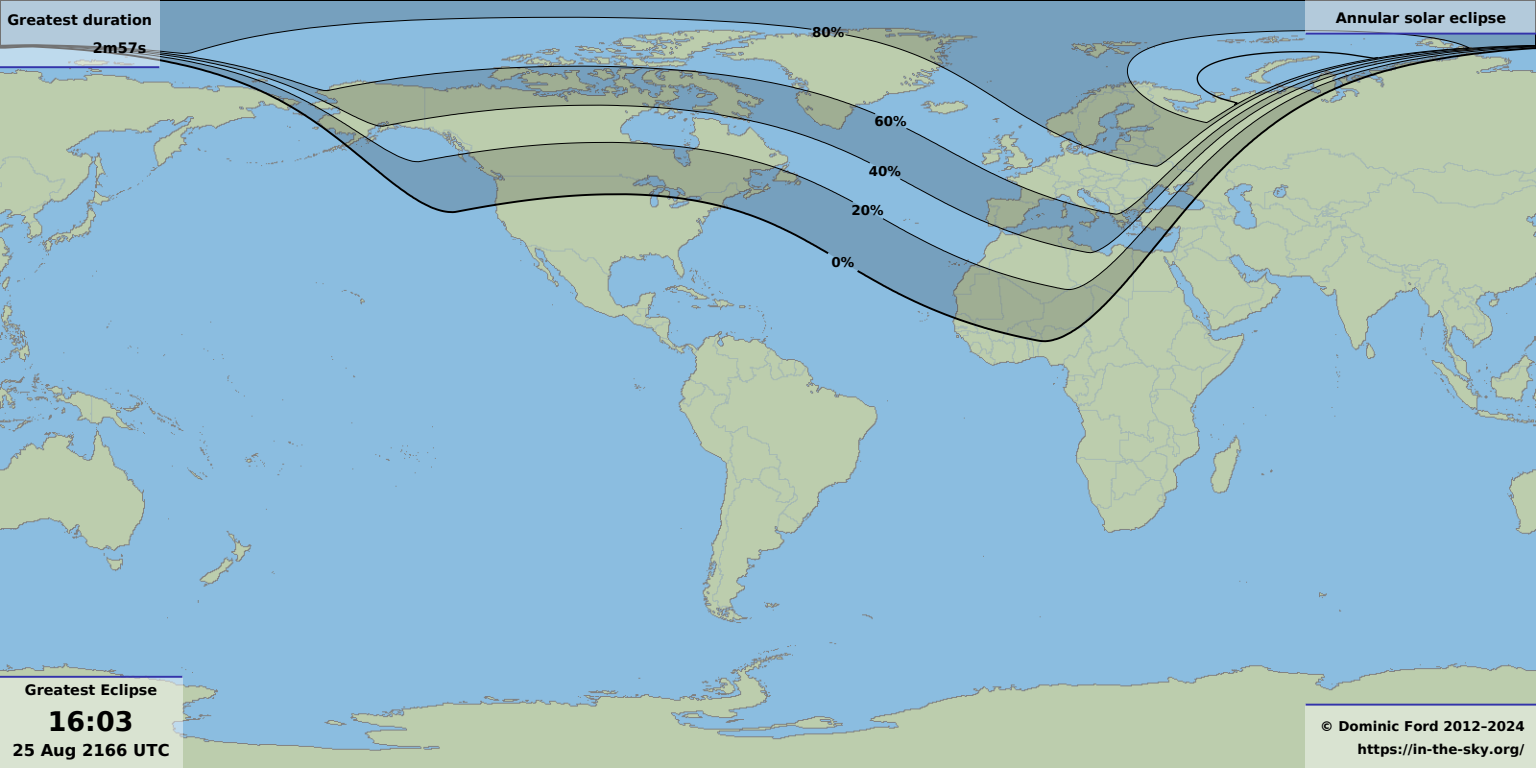 Greatest duration
2m57s
Annular solar eclipse
80%
60%
40%
20%
0%
Greatest Eclipse
16:03
25 Aug 2166 UTC
© Dominic Ford 2012–2024
https://in-the-sky.org/